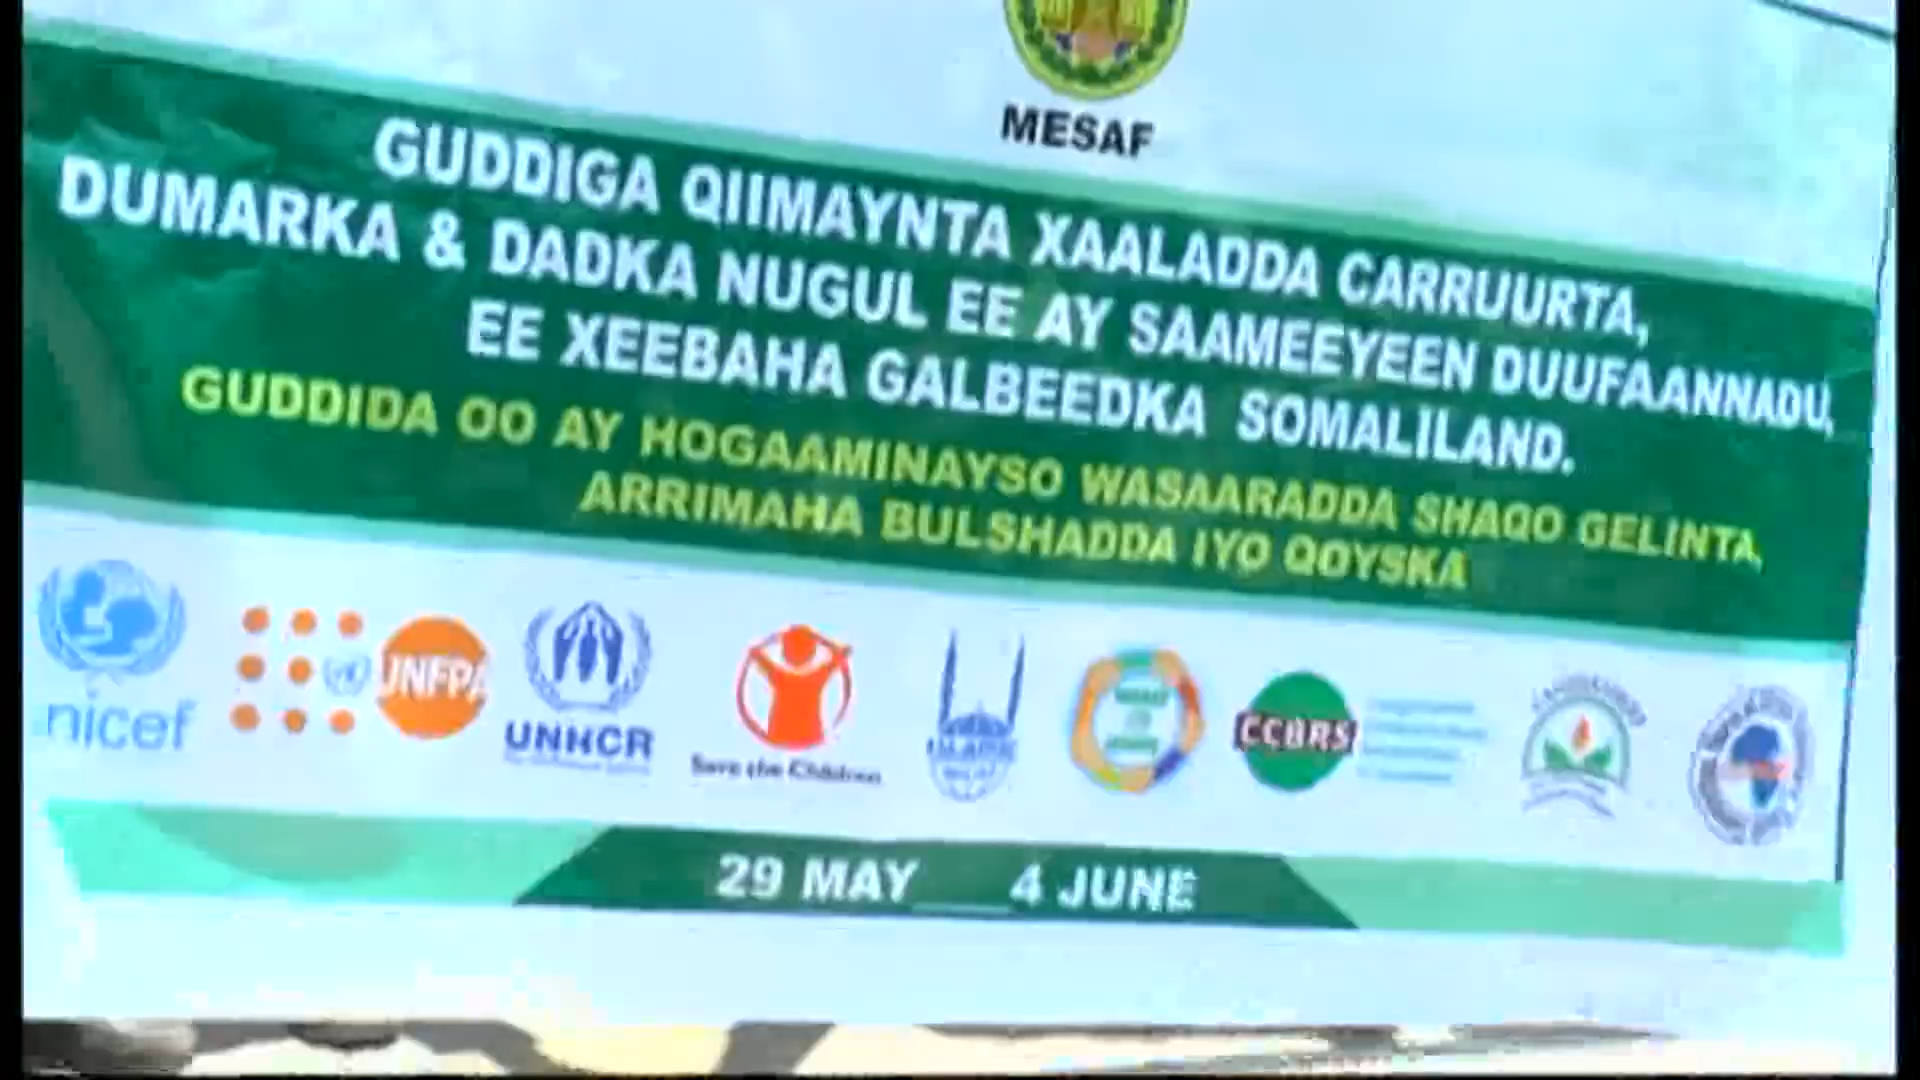 MESAF
GUDDIGA QIIMAYNTA XAALADDA CARRUURTA,
DUMARKA & DADKA NUGUL EE AY SAAMEEYEEN DUUFAANNADU,
EE XEEBAHA GALBEEDKA SOMALILAND.
GUDDIDA OO AY HOGAAMINAYSO WASAARADDA SHAQO GELINTA,
ARRIMAHA BULSHADDA IYO QOYSKA
nicef
UNFPA
UNHCR
Save the Children
CCBRS
29 MAY __ 4 JUNE